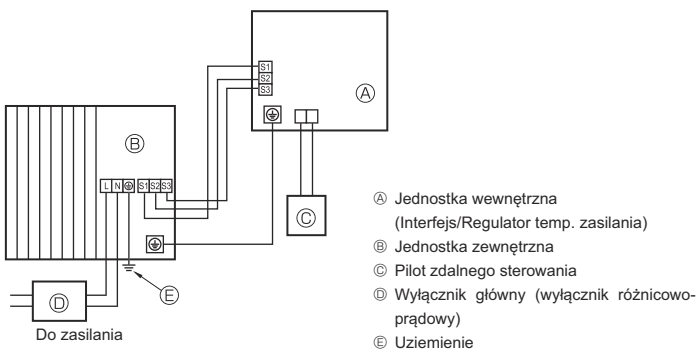 S1
S2
S3
Ⓐ
Ⓑ
L N S1 S2 S3
Ⓒ
Ⓓ
Ⓔ
Do zasilania
Ⓐ Jednostka wewnętrzna
(Interfejs/Regulator temp. zasilania)
Ⓑ Jednostka zewnętrzna
Ⓒ Pilot zdalnego sterowania
Ⓓ Wyłącznik główny (wyłącznik różnicowo-
prądowy)
Ⓔ Uziemienie